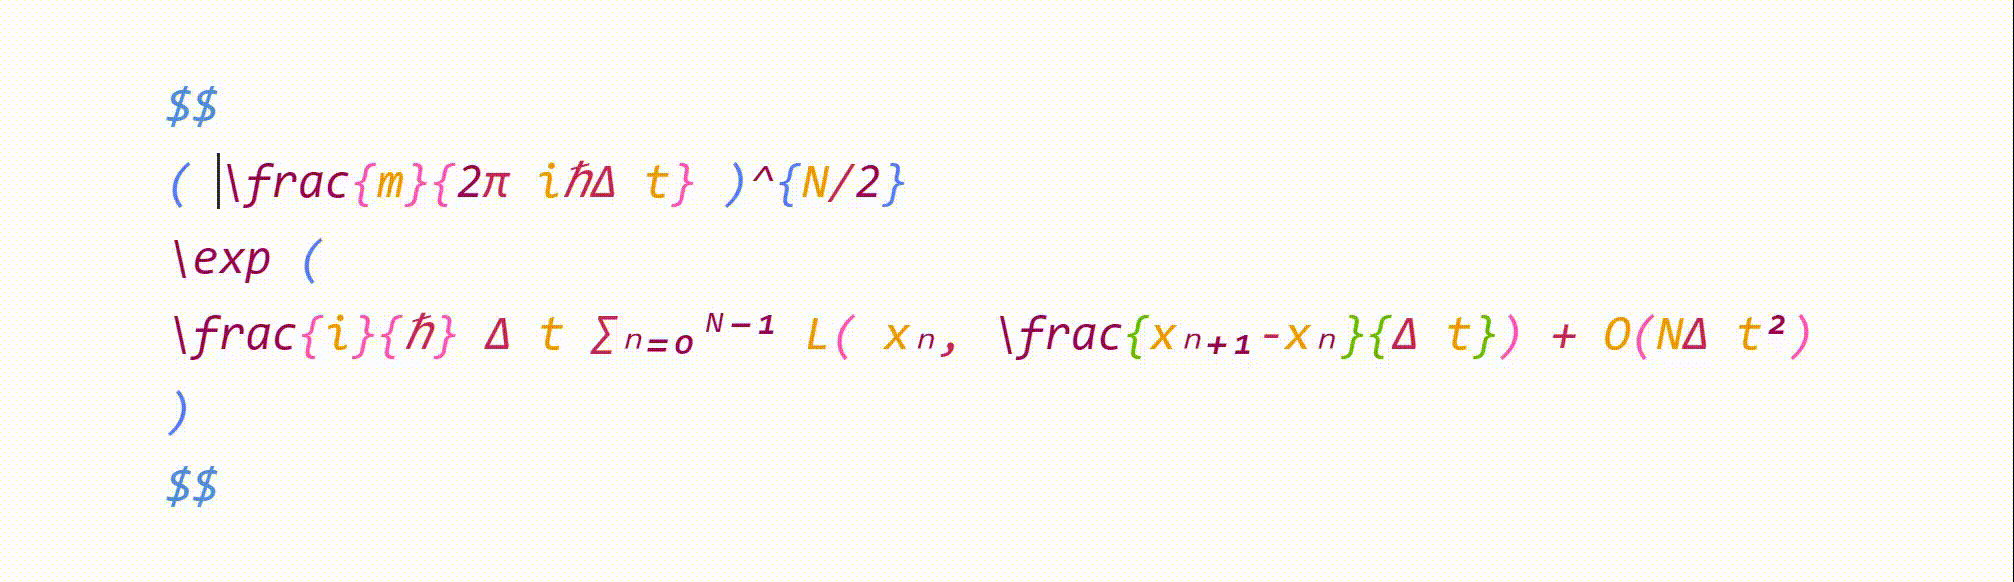 $$
( \frac{m}{2π iℏΔ t} )^{N/2}
\exp (
\frac{i}{ℏ} Δ t ∑ₙ₌₀ᴺ⁻¹ L( xₙ, \frac{xₙ₊₁-xₙ}{Δ t}) + O(NΔ t²)
)
$$